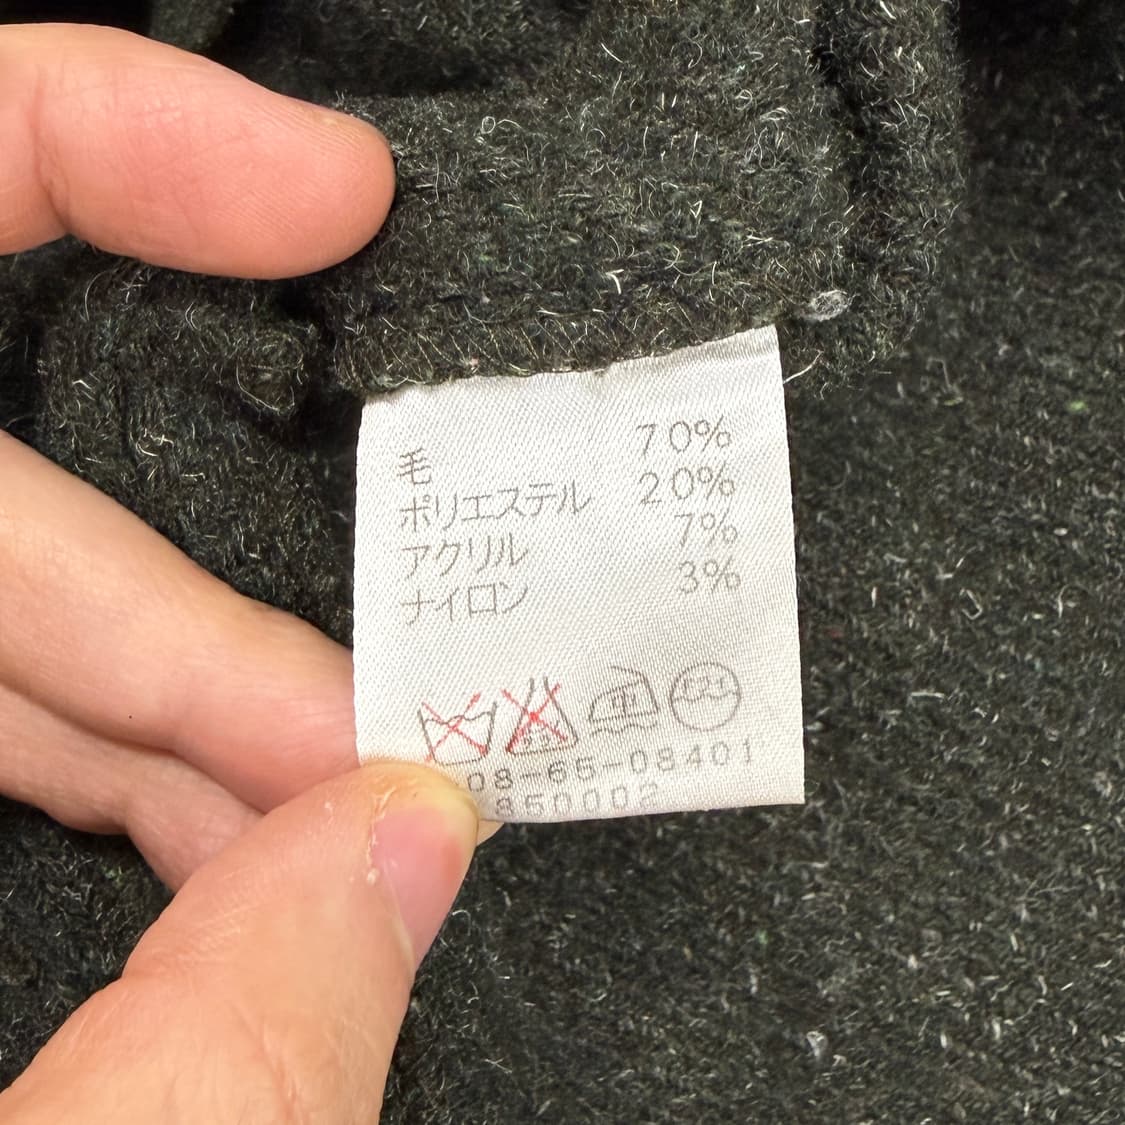 毛 70%
ポリエステル 20%
アクリル 7%
ナイロン 3%
中
08-65-08401
850002